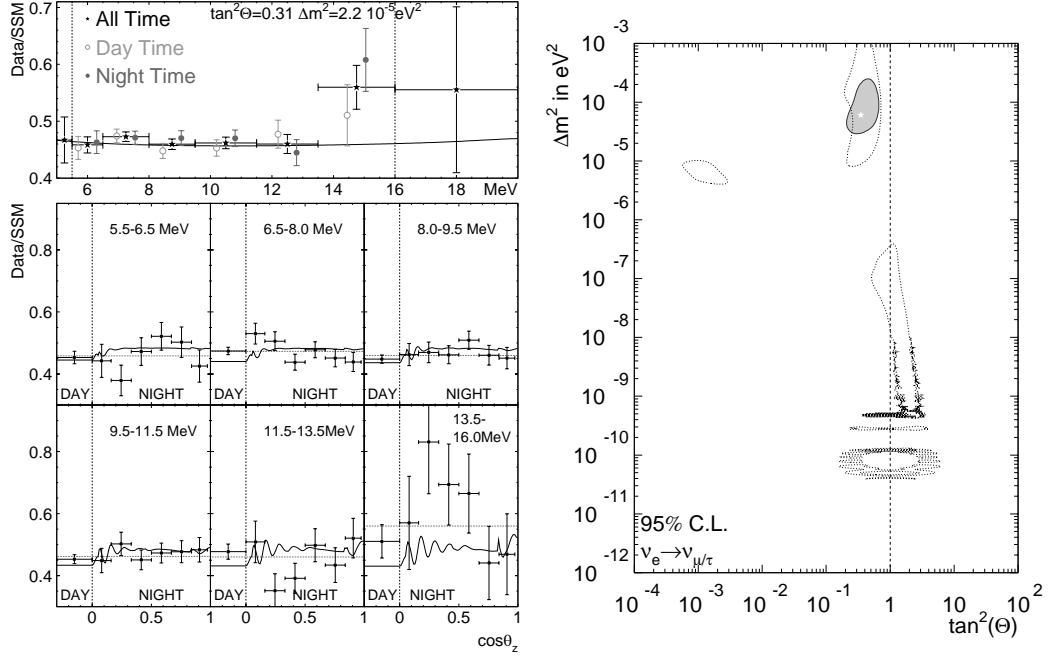 tan²Θ=0.31 Δm²=2.2 10⁻⁵eV²
Data/SSM
0.7
0.6
0.5
0.4
All Time
Day Time
Night Time
6
8
10
12
14
16
18
MeV
Data/SSM
0.8
0.6
0.4
5.5-6.5 MeV
6.5-8.0 MeV
8.0-9.5 MeV
DAY
NIGHT
DAY
NIGHT
DAY
NIGHT
0.8
0.6
0.4
9.5-11.5 MeV
11.5-13.5MeV
13.5-
16.0MeV
DAY
NIGHT
DAY
NIGHT
DAY
NIGHT
0
0.5
0
0.5
0
0.5
1
cosθz
Δm² in eV²
10⁻³
10⁻⁴
10⁻⁵
10⁻⁶
10⁻⁷
10⁻⁸
10⁻⁹
10⁻¹⁰
10⁻¹¹
10⁻¹²
95% C.L.
νe→νμ/τ
10⁻⁴
10⁻³
10⁻²
10⁻¹
1
10
10²
tan²(Θ)